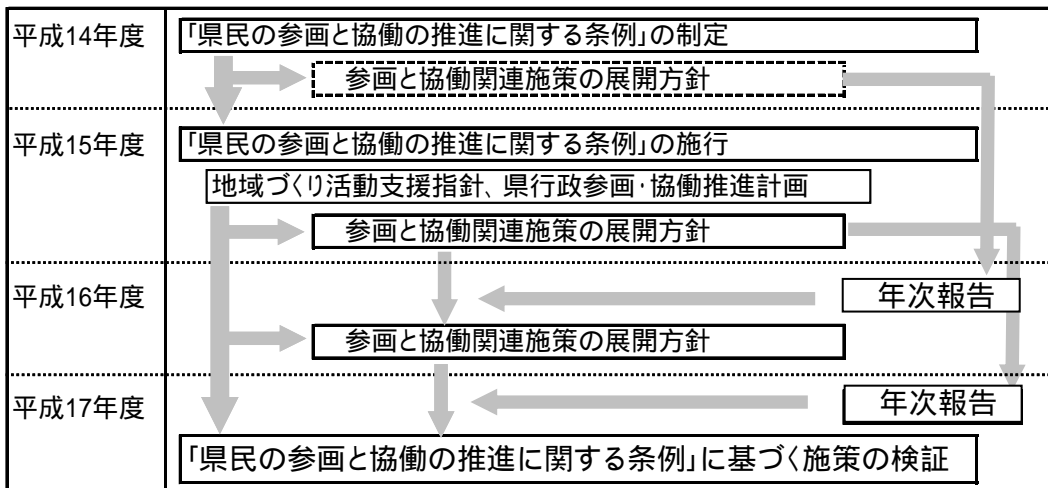 平成14年度
「県民の参画と協働の推進に関する条例」の制定
参画と協働関連施策の展開方針
平成15年度
「県民の参画と協働の推進に関する条例」の施行
地域づくり活動支援指針、県行政参画・協働推進計画
参画と協働関連施策の展開方針
平成16年度
年次報告
参画と協働関連施策の展開方針
平成17年度
年次報告
「県民の参画と協働の推進に関する条例」に基づく施策の検証